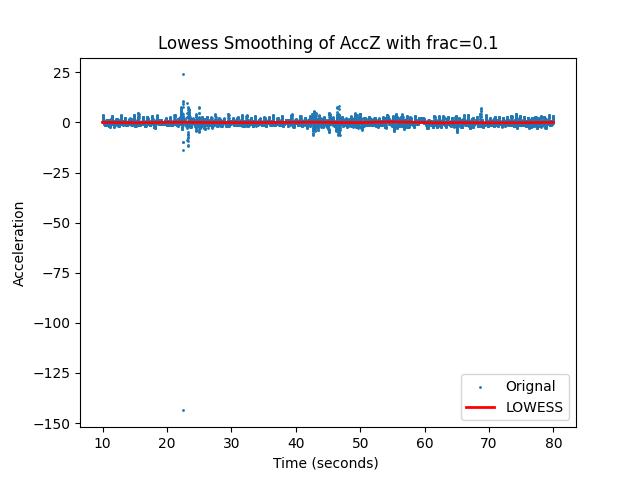 Lowess Smoothing of AccZ with frac=0.1
25
0
−25
−50
−75
−100
−125
−150
Acceleration
Orignal
LOWESS
10 20 30 40 50 60 70 80
Time (seconds)